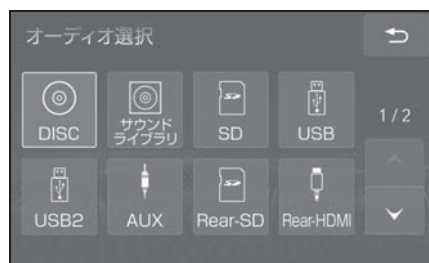 オーディオ選択
DISC
サウンド
ライブラリ
SD
USB
1/2
USB2
AUX
Rear-SD
Rear-HDMI